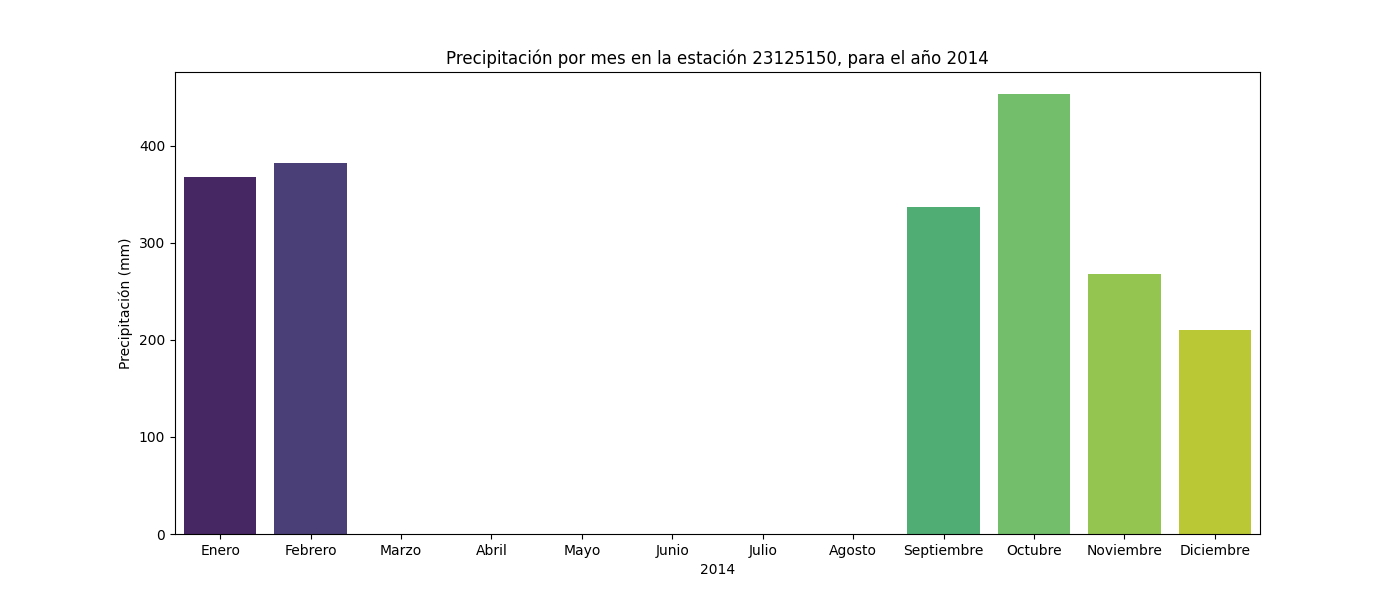 Precipitación por mes en la estación 23125150, para el año 2014
Precipitación (mm)
400
300
200
100
0
Enero Febrero Marzo Abril Mayo Junio Julio Agosto Septiembre Octubre Noviembre Diciembre
2014